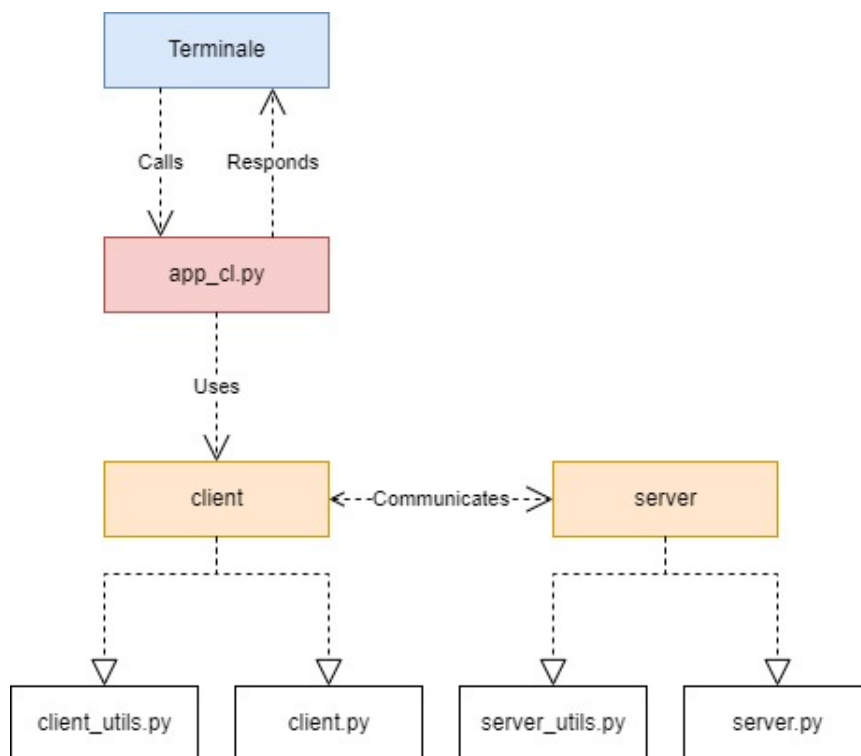 Terminale
Calls
Responds
app_cl.py
Uses
client
Communicates
server
client_utils.py
client.py
server_utils.py
server.py